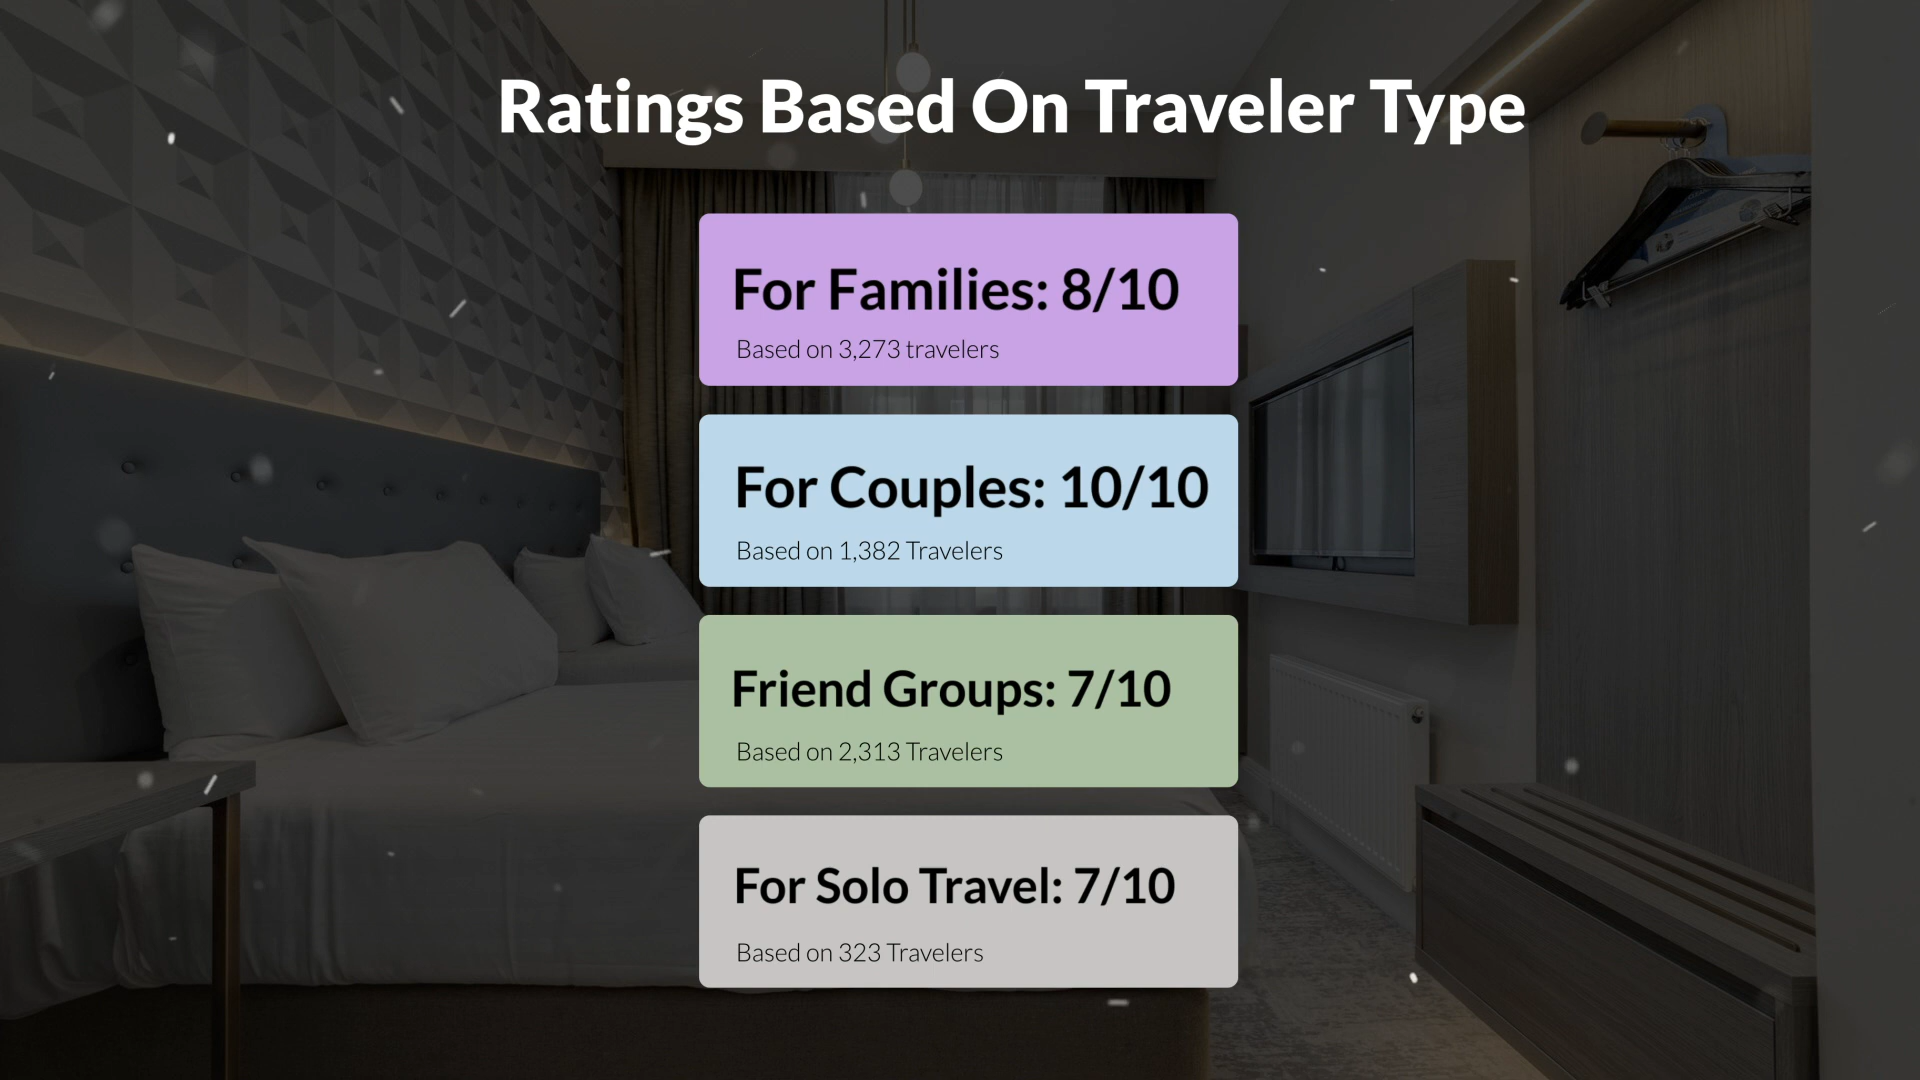 Ratings Based On Traveler Type
For Families: 8/10
Based on 3,273 travelers
For Couples: 10/10
Based on 1,382 Travelers
Friend Groups: 7/10
Based on 2,313 Travelers
For Solo Travel: 7/10
Based on 323 Travelers